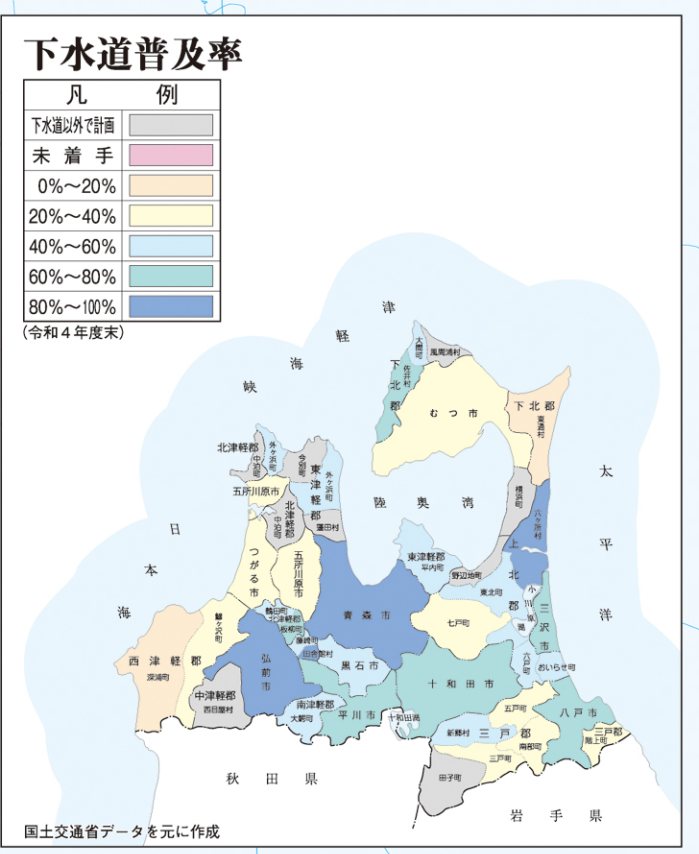 下水道普及率
凡 例
下水道以外で計画
未着手
0%～20%
20%～40%
40%～60%
60%～80%
80%～100%
(令和4年度末)
津軽海峡
大間町
風間浦村
下北郡
佐井村
むつ市
下北郡
東通村
北津軽郡
中泊町
外ヶ浜町
今別町
東津軽郡
外ヶ浜町
五所川原市
北津軽郡
中泊町
蓬田村
陸奥湾
横浜町
六ヶ所村
太平洋
日本海
つがる市
五所川原市
東津軽郡
平内町
野辺地町
上北郡
東北町
小川原湖
三沢市
鶴田町
北津軽郡
板柳町
青森市
七戸町
鰺ヶ沢町
藤崎町
田舎館村
六戸町
おいらせ町
西津軽郡
深浦町
弘前市
黒石市
十和田市
中津軽郡
西目屋村
南津軽郡
大鰐町
平川市
十和田湖
五戸町
八戸市
新郷村
三戸郡
南部町
三戸郡
階上町
三戸町
田子町
秋田県
岩手県
国土交通省データを元に作成